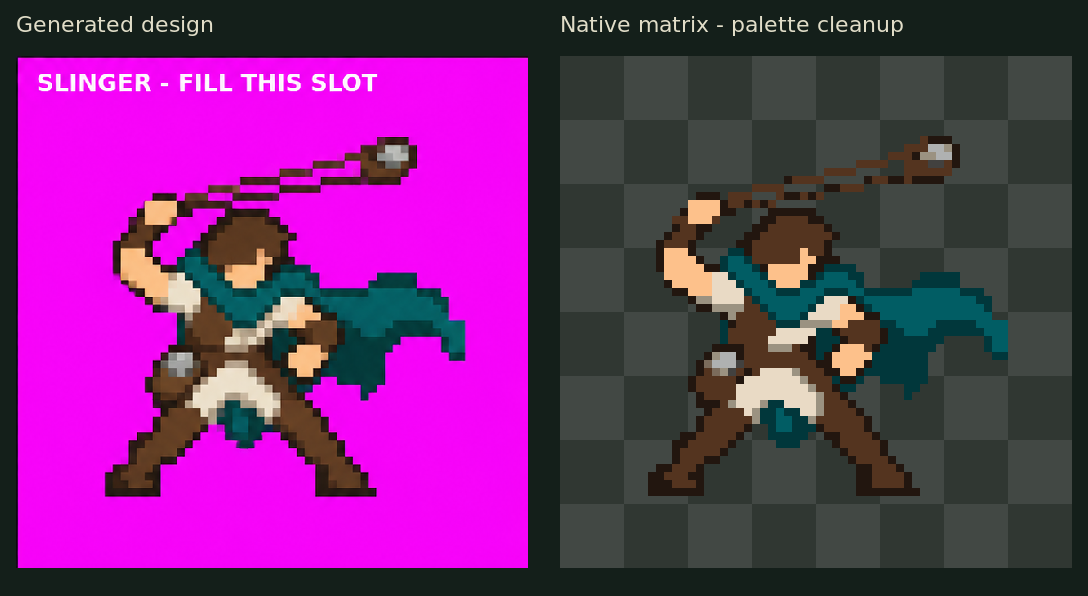 Generated design
Native matrix - palette cleanup
SLINGER - FILL THIS SLOT